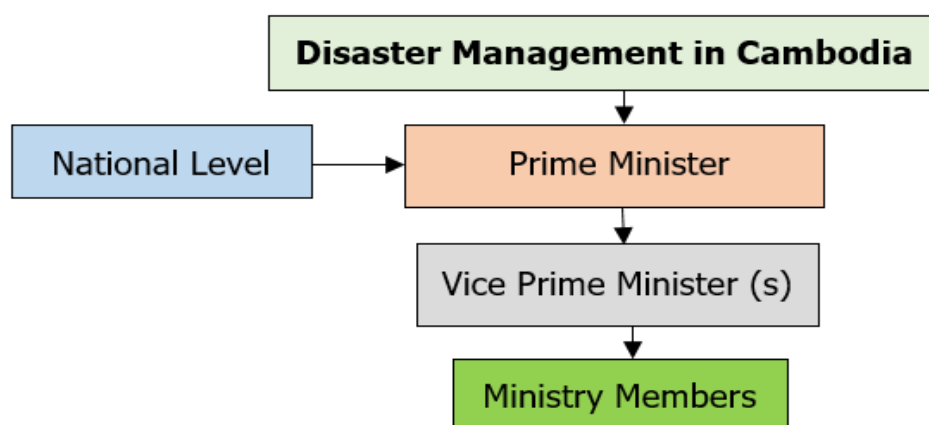 Disaster Management in Cambodia
National Level
Prime Minister
Vice Prime Minister (s)
Ministry Members